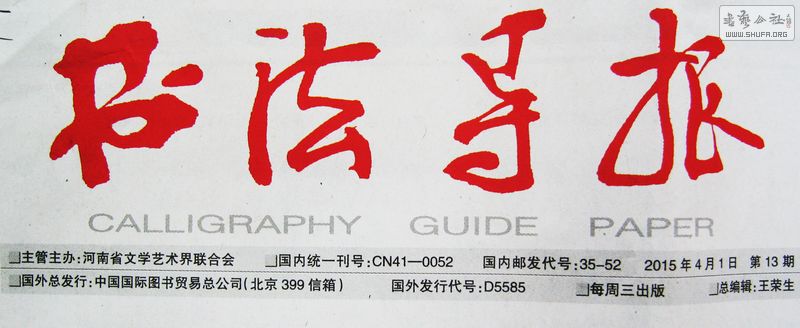 書藝公社
WWW.SHUFA.ORG
书法导报
CALLIGRAPHY GUIDE PAPER
主管主办:河南省文学艺术界联合会 国内统一刊号:CN41—0052 国内邮发代号:35-52 2015年4月1日 第13期
国外总发行:中国国际图书贸易总公司(北京399信箱) 国外发行代号:D5585 每周三出版 总编辑:王荣生